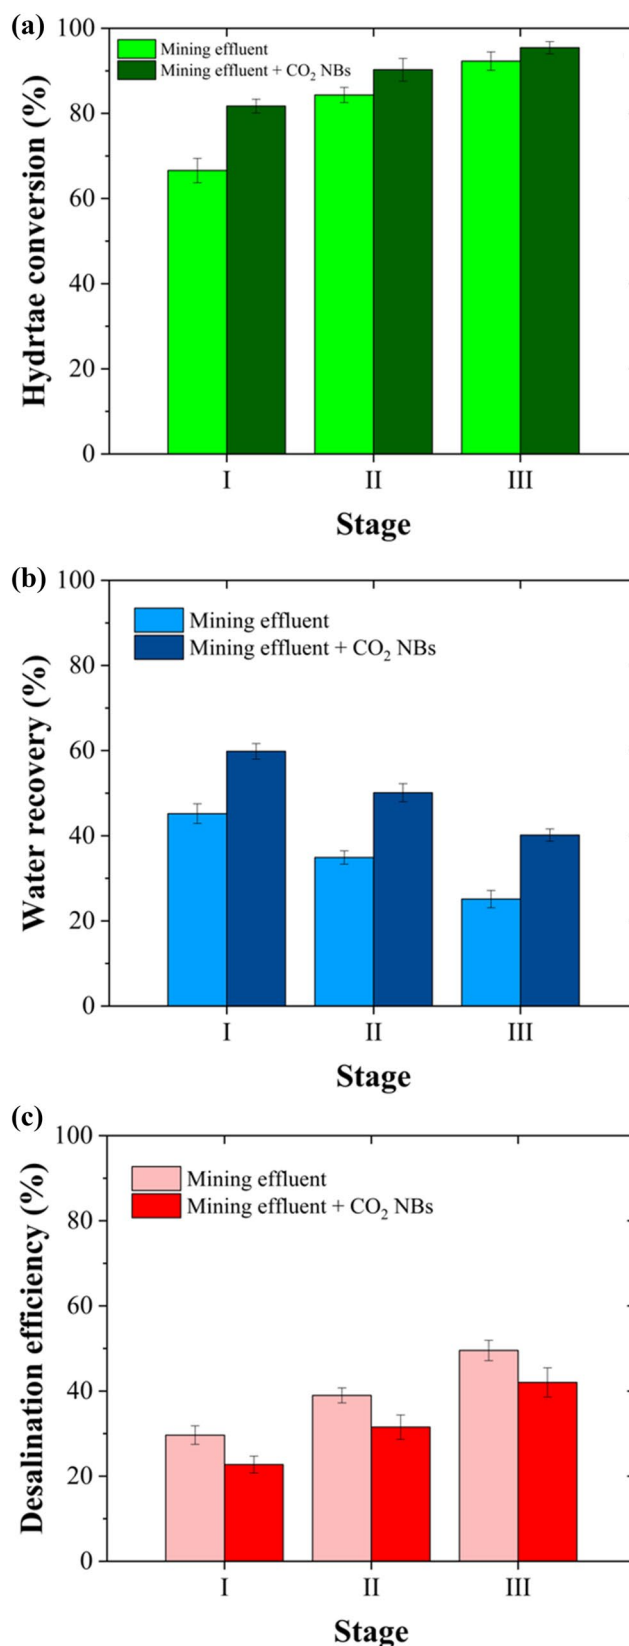 (a)
100
80
60
40
20
0
Hydrtae conversion (%)
Mining effluent
Mining effluent + CO₂ NBs
I II III
Stage
(b)
100
80
60
40
20
0
Water recovery (%)
Mining effluent
Mining effluent + CO₂ NBs
I II III
Stage
(c)
100
80
60
40
20
0
Desalination efficiency (%)
Mining effluent
Mining effluent + CO₂ NBs
I II III
Stage